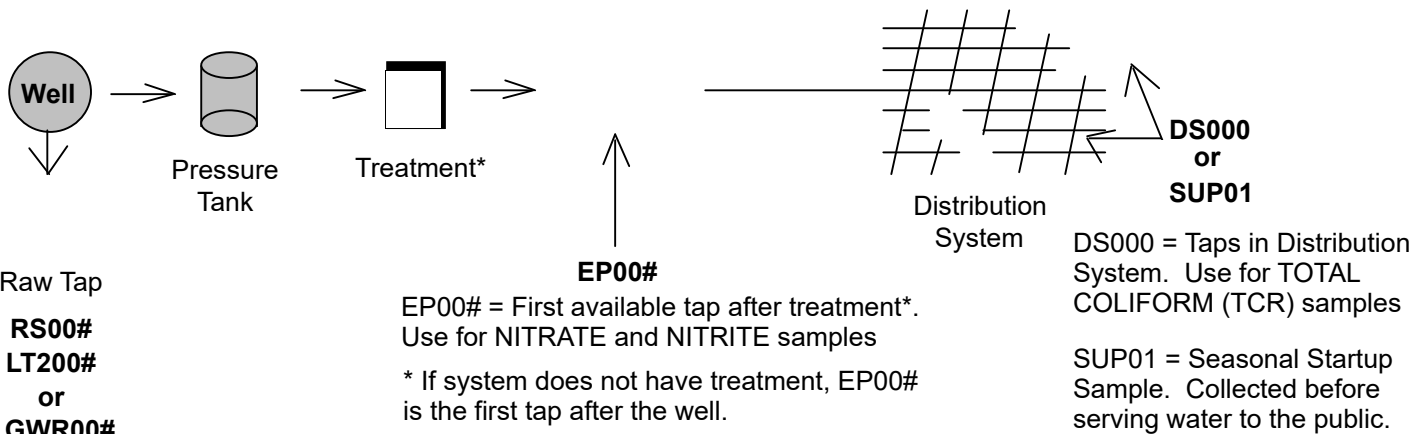 Well
Pressure
Tank
Treatment*
Distribution
System
DS000
or
SUP01
Raw Tap
RS00#
LT200#
or
GWR00#
EP00#
EP00# = First available tap after treatment*.
Use for NITRATE and NITRITE samples
* If system does not have treatment, EP00#
is the first tap after the well.
DS000 = Taps in Distribution
System. Use for TOTAL
COLIFORM (TCR) samples
SUP01 = Seasonal Startup
Sample. Collected before
serving water to the public.